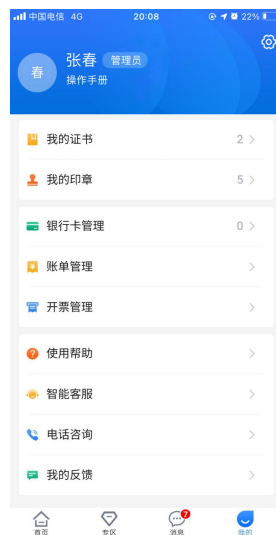 中国电信 4G 20:08 22%
春
张春 管理员
操作手册
我的证书 2
我的印章 5
银行卡管理 0
账单管理
开票管理
使用帮助
智能客服
电话咨询
我的反馈
7
首页 专区 消息 我的